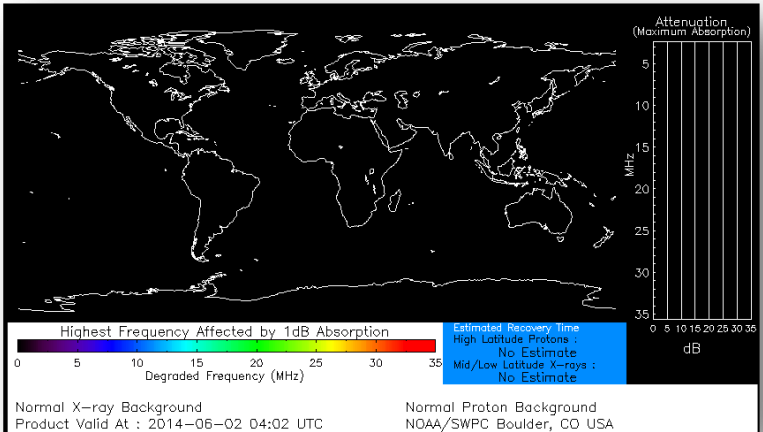 Attenuation
(Maximum Absorption)
5
10
15
20
25
30
35
MHz
0 5 10 15 20 25 30 35
dB
Highest Frequency Affected by 1dB Absorption
0 5 10 15 20 25 30 35
Degraded Frequency (MHz)
Estimated Recovery Time
High Latitude Protons :
No Estimate
Mid/Low Latitude X-rays :
No Estimate
Normal X-ray Background
Normal Proton Background
Product Valid At : 2014-06-02 04:02 UTC
NOAA/SWPC Boulder, CO USA